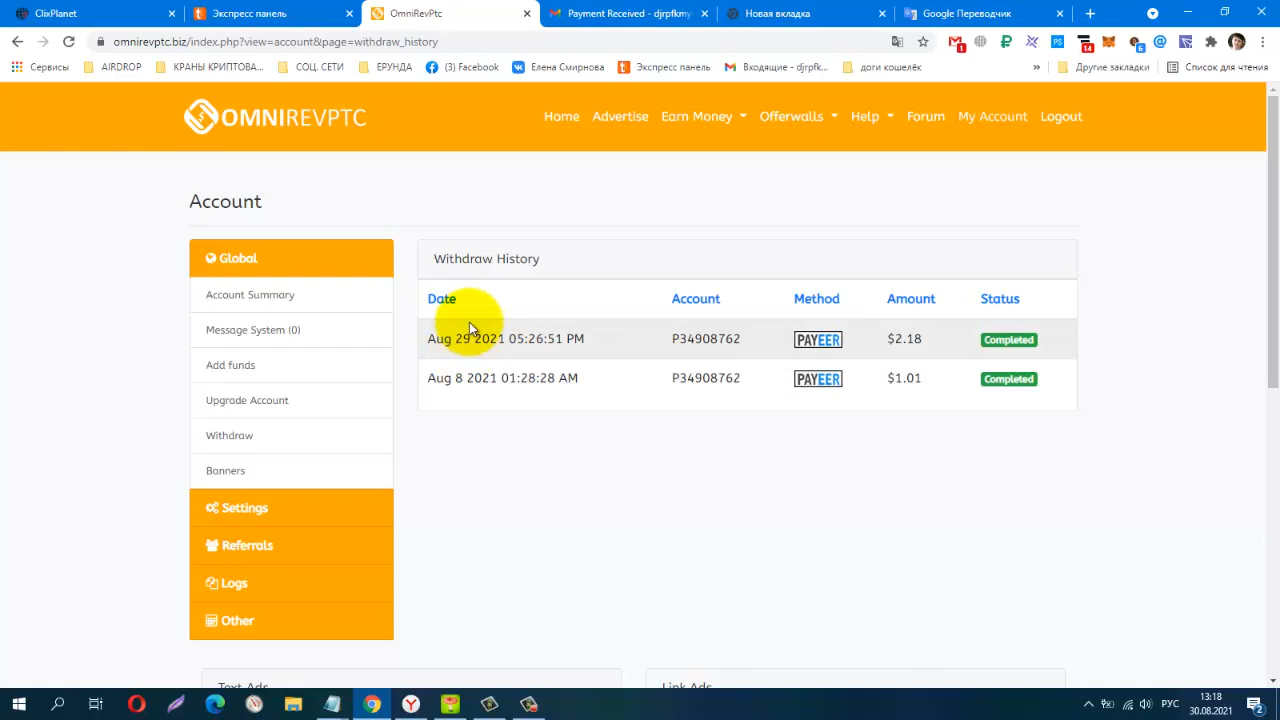 ClixPlanet
Экспресс панель
OmniRevPtc
Payment Received - djrpfkmy
Новая вкладка
Google Переводчик
omnirevptc.biz/index.php?view=account&page=withdraw_history
1
14
6
PS
Сервисы
AIRDROP
КРАНЫ КРИПТОВА...
СОЦ. СЕТИ
ЕРУНДА
(3) Facebook
Елена Смирнова
Экспресс панель
Входящие - djrpfk...
доги кошелёк
»
Другие закладки
Список для чтения
OMNIREVPTC
Home
Advertise
Earn Money
Offerwalls
Help
Forum
My Account
Logout
Account
Global
Account Summary
Message System (0)
Add funds
Upgrade Account
Withdraw
Banners
Settings
Referrals
Logs
Other
Withdraw History
Date Account Method Amount Status
Aug 29 2021 05:26:51 PM P34908762 PAYEER $2.18 Completed
Aug 8 2021 01:28:28 AM P34908762 PAYEER $1.01 Completed
Text Ads
Link Ads
РУС
13:18
30.08.2021
2